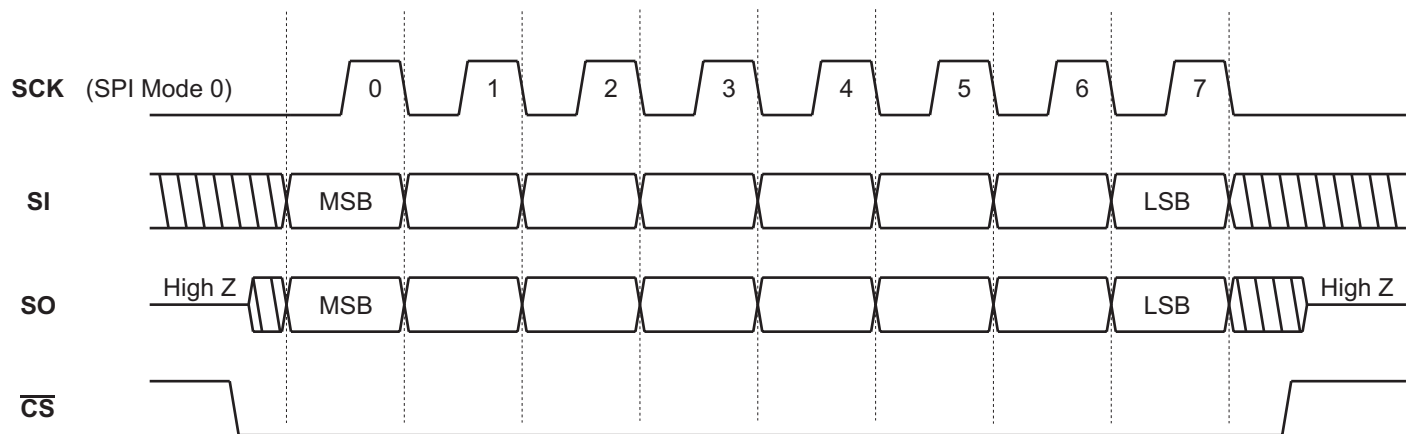 SCK (SPI Mode 0) 0 1 2 3 4 5 6 7
SI MSB LSB
High Z High Z
SO MSB LSB
C̅S̅